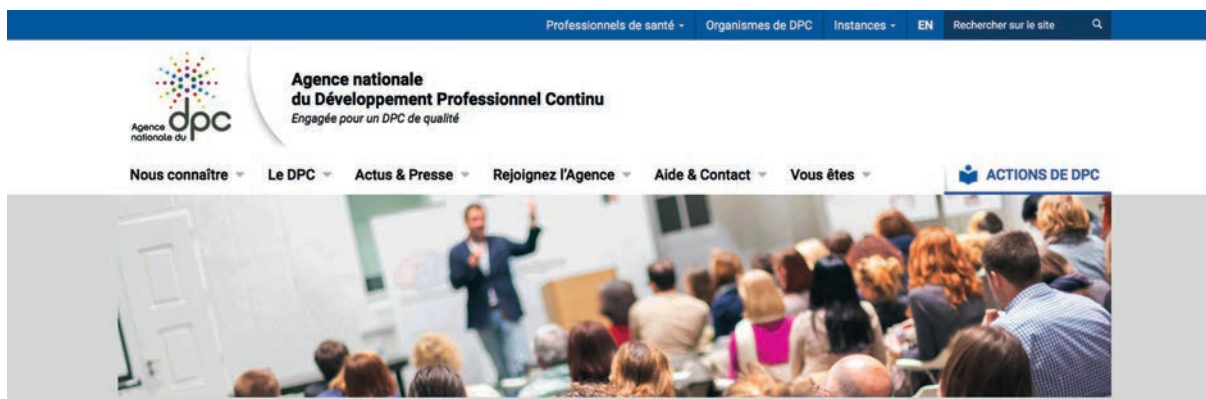 Professionnels de santé Organismes de DPC Instances EN Rechercher sur le site
Agence nationale
du Développement Professionnel Continu
Engagée pour un DPC de qualité
Agence
nationale du dpc
Nous connaître Le DPC Actus & Presse Rejoignez l'Agence Aide & Contact Vous êtes ACTIONS DE DPC